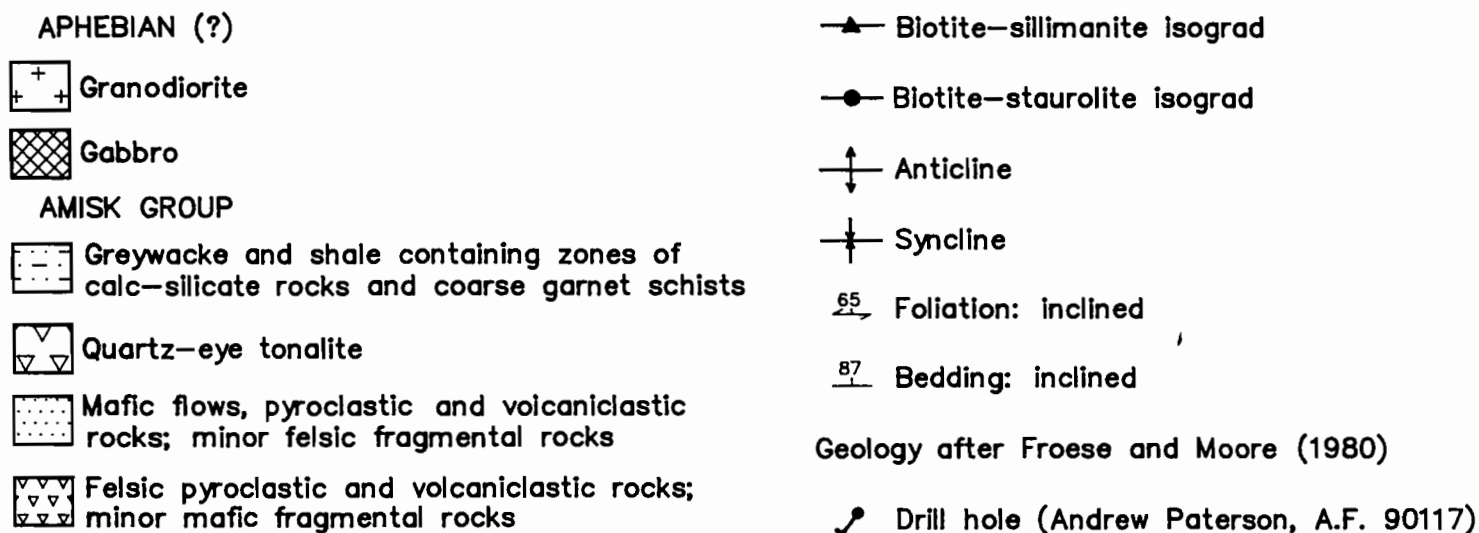 APHEBIAN (?)
Granodiorite
Gabbro
AMISK GROUP
Greywacke and shale containing zones of
calc-silicate rocks and coarse garnet schists
Quartz-eye tonalite
Mafic flows, pyroclastic and volcaniclastic
rocks; minor felsic fragmental rocks
Felsic pyroclastic and volcaniclastic rocks;
minor mafic fragmental rocks
Biotite-sillimanite isograd
Biotite-staurolite isograd
Anticline
Syncline
65 Foliation: inclined
87 Bedding: inclined
Geology after Froese and Moore (1980)
Drill hole (Andrew Paterson, A.F. 90117)